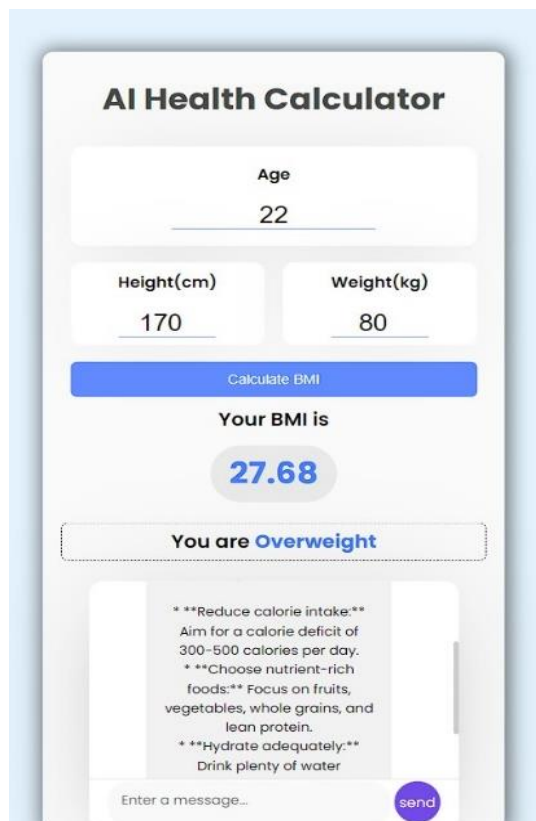 AI Health Calculator
Age
22
Height(cm) Weight(kg)
170 80
Calculate BMI
Your BMI is
27.68
You are Overweight
* **Reduce calorie intake:**
Aim for a calorie deficit of
300-500 calories per day.
* **Choose nutrient-rich
foods:** Focus on fruits,
vegetables, whole grains, and
lean protein.
* **Hydrate adequately:**
Drink plenty of water
Enter a message... send